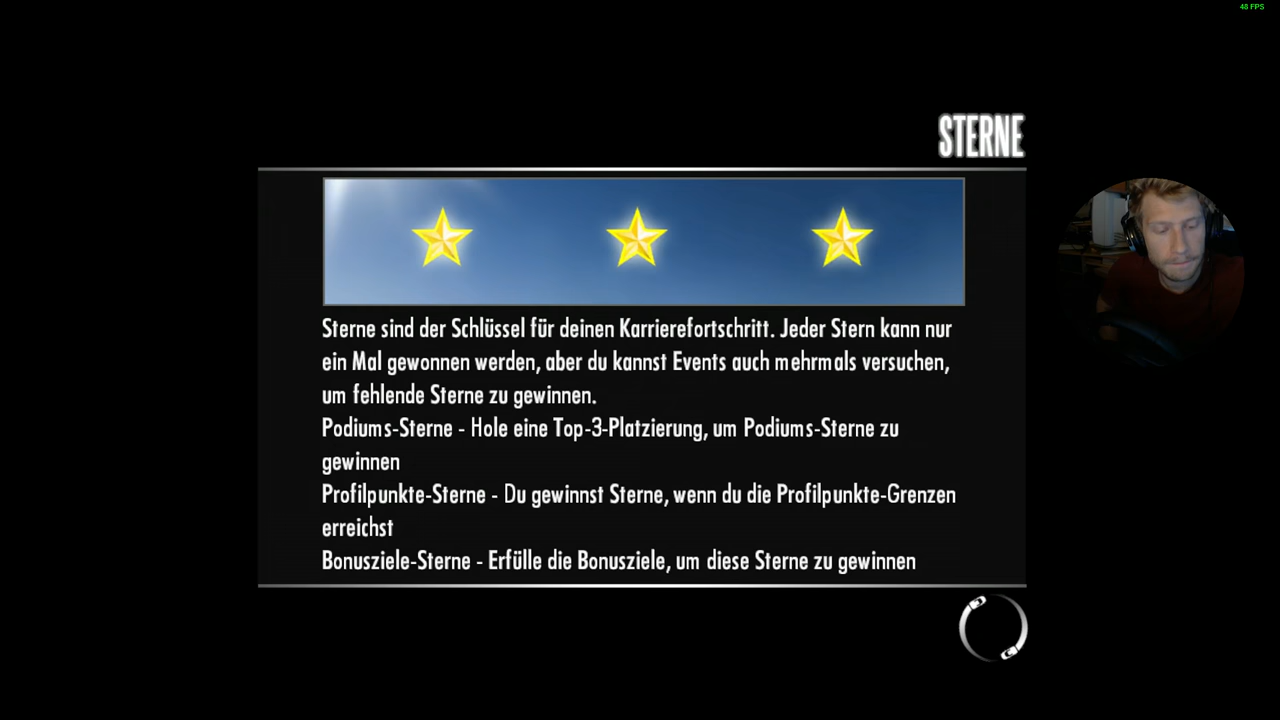 48 FPS
STERNE
Sterne sind der Schlüssel für deinen Karrierefortschritt. Jeder Stern kann nur
ein Mal gewonnen werden, aber du kannst Events auch mehrmals versuchen,
um fehlende Sterne zu gewinnen.
Podiums-Sterne - Hole eine Top-3-Platzierung, um Podiums-Sterne zu
gewinnen
Profilpunkte-Sterne - Du gewinnst Sterne, wenn du die Profilpunkte-Grenzen
erreichst
Bonusziele-Sterne - Erfülle die Bonusziele, um diese Sterne zu gewinnen